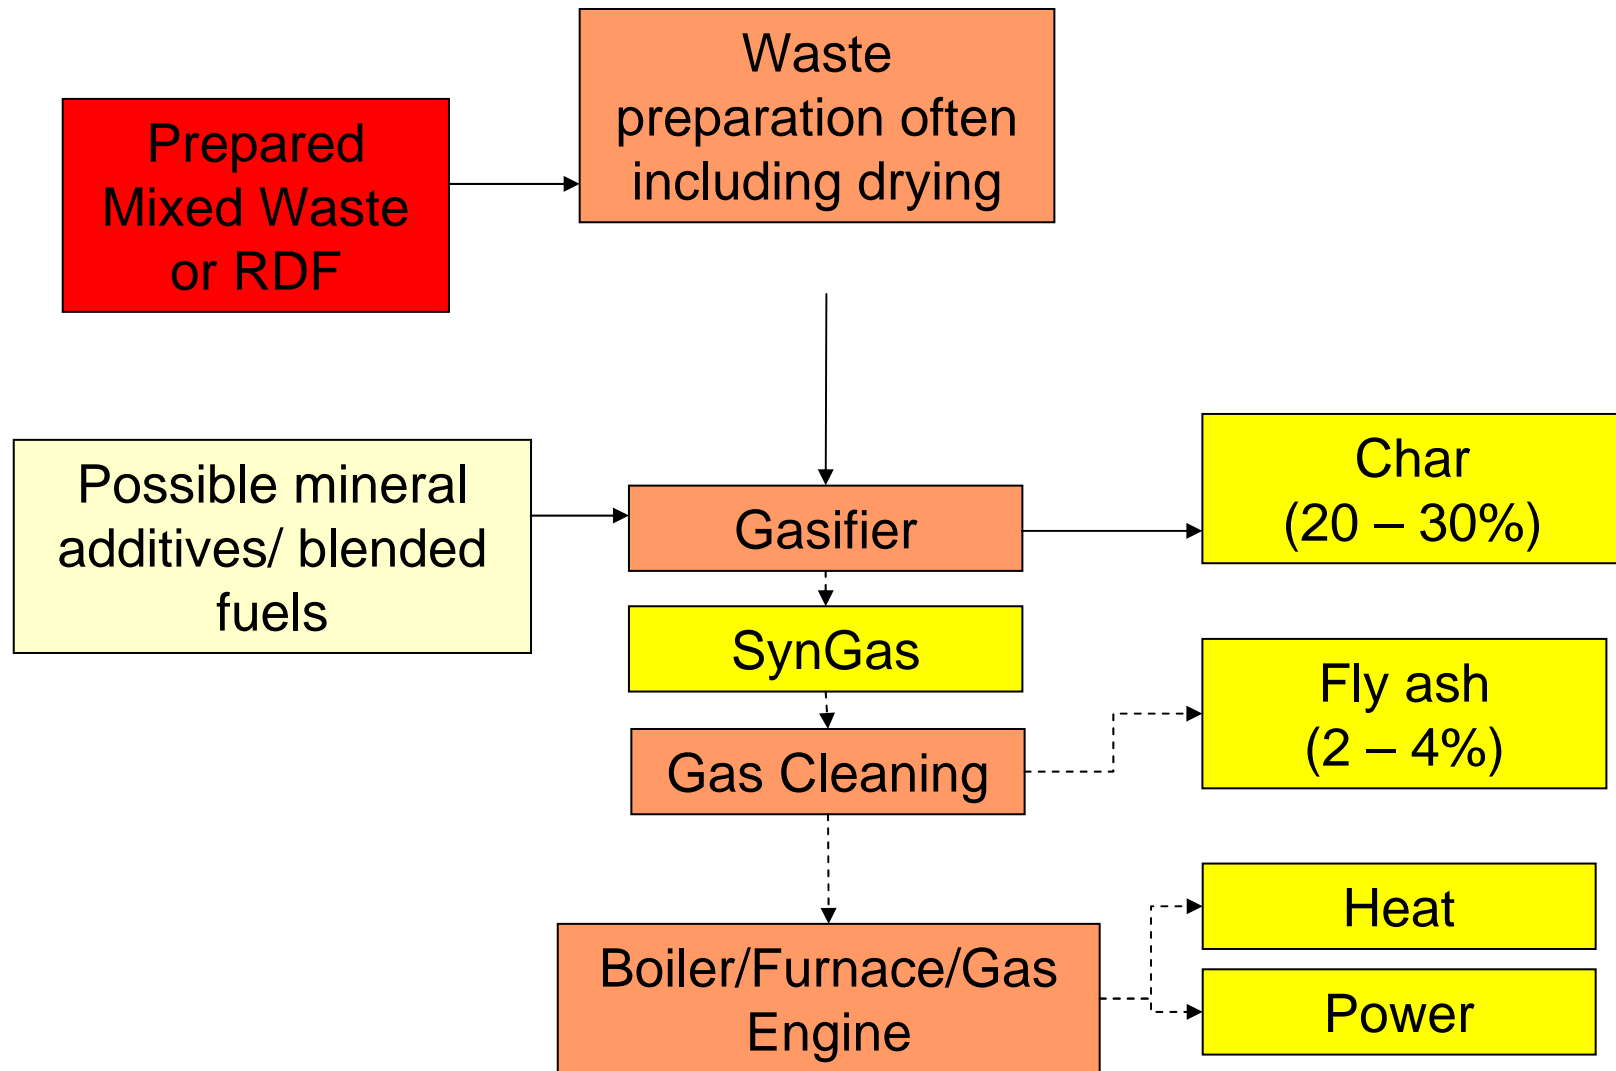 Waste
preparation often
including drying
Prepared
Mixed Waste
or RDF
Possible mineral
additives/ blended
fuels
Gasifier
Char
(20 – 30%)
SynGas
Fly ash
(2 – 4%)
Gas Cleaning
Heat
Boiler/Furnace/Gas
Engine
Power